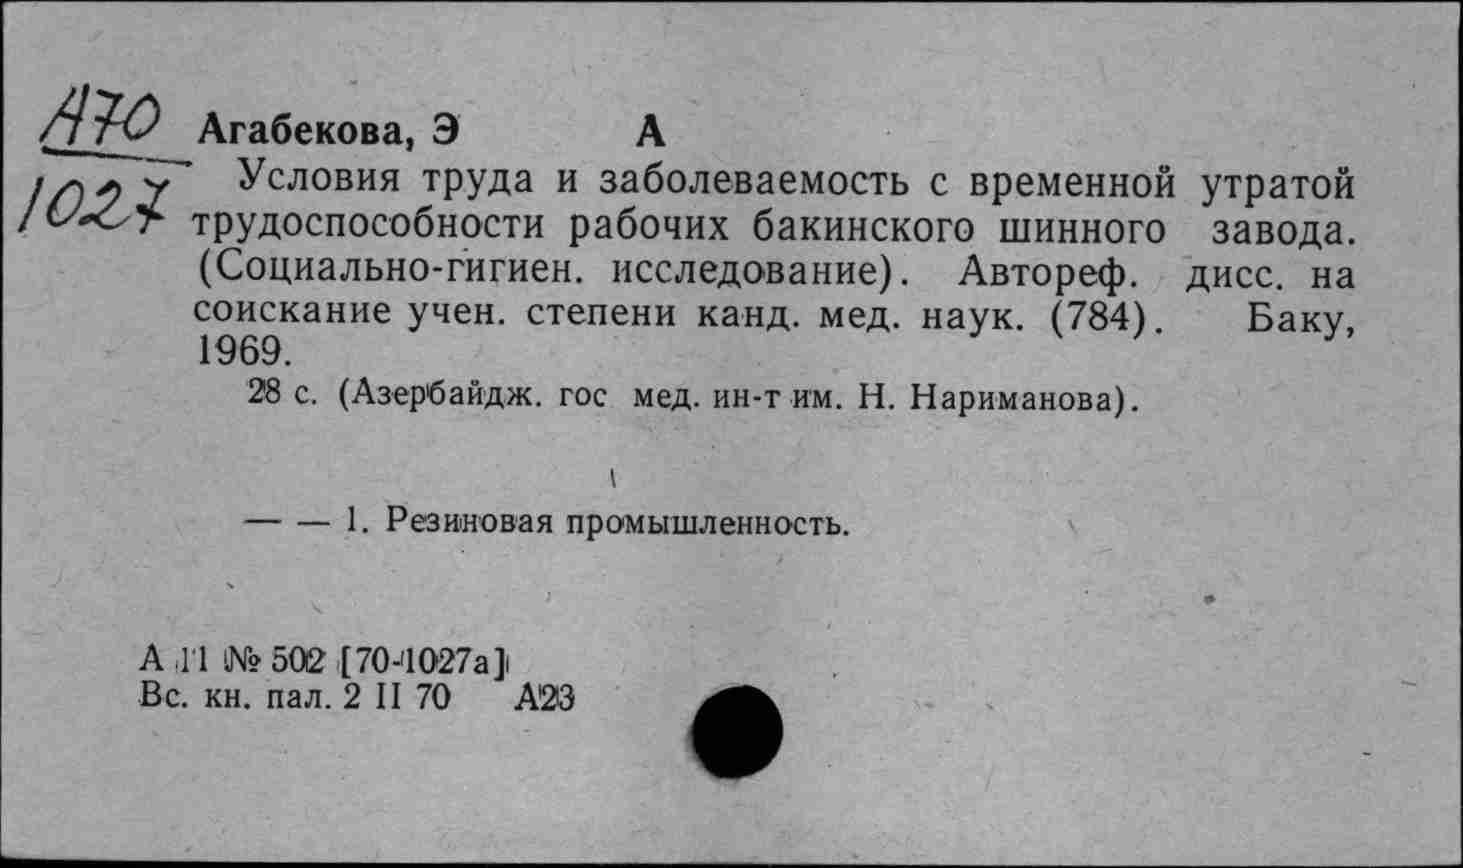 А70 Агабекова, Э А
1027 Условия труда и заболеваемость с временной утратой
трудоспособности рабочих бакинского шинного завода.
(Социально-гигиен. исследование). Автореф. дисс. на
соискание учен. степени канд. мед. наук. (784). Баку,
1969.
28 с. (Азербайдж. гос мед. ин-т им. Н. Нариманова).
— — 1. Резиновая промышленность.
А 11 № 502 [70-1027а]
Вс. кн. пал. 2 II 70 А23